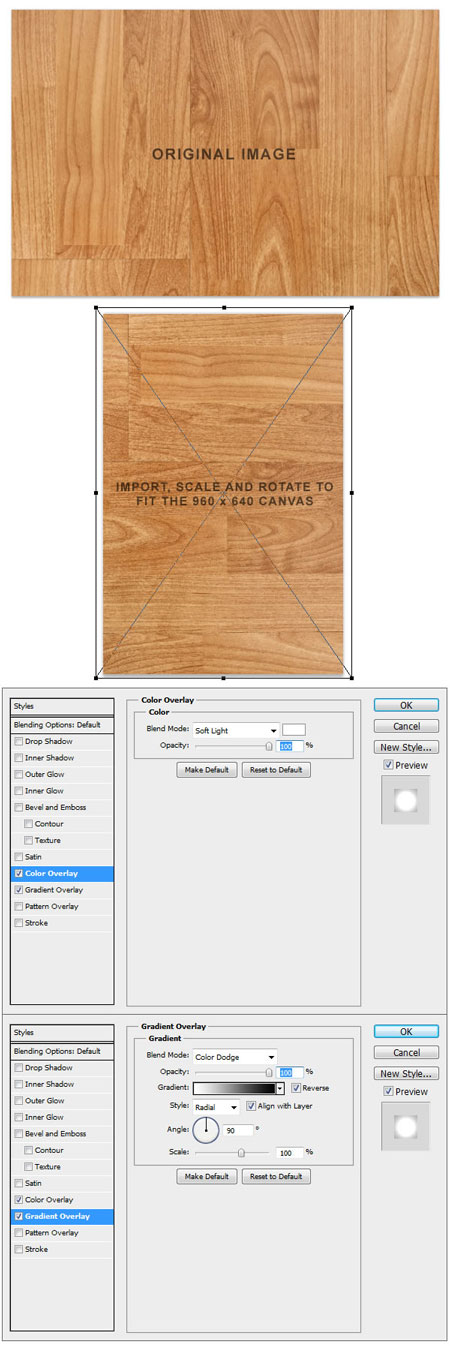 ORIGINAL IMAGE
IMPORT, SCALE AND ROTATE TO
FIT THE 960 x 640 CANVAS
Styles
Blending Options: Default
Drop Shadow
Inner Shadow
Outer Glow
Inner Glow
Bevel and Emboss
Contour
Texture
Satin
Color Overlay
Gradient Overlay
Pattern Overlay
Stroke
Color Overlay
Color
Blend Mode: Soft Light
Opacity: 100 %
Make Default Reset to Default
OK
Cancel
New Style...
Preview
Styles
Blending Options: Default
Drop Shadow
Inner Shadow
Outer Glow
Inner Glow
Bevel and Emboss
Contour
Texture
Satin
Color Overlay
Gradient Overlay
Pattern Overlay
Stroke
Gradient Overlay
Gradient
Blend Mode: Color Dodge
Opacity: 100 %
Gradient: Reverse
Style: Radial Align with Layer
Angle: 90 °
Scale: 100 %
Make Default Reset to Default
OK
Cancel
New Style...
Preview